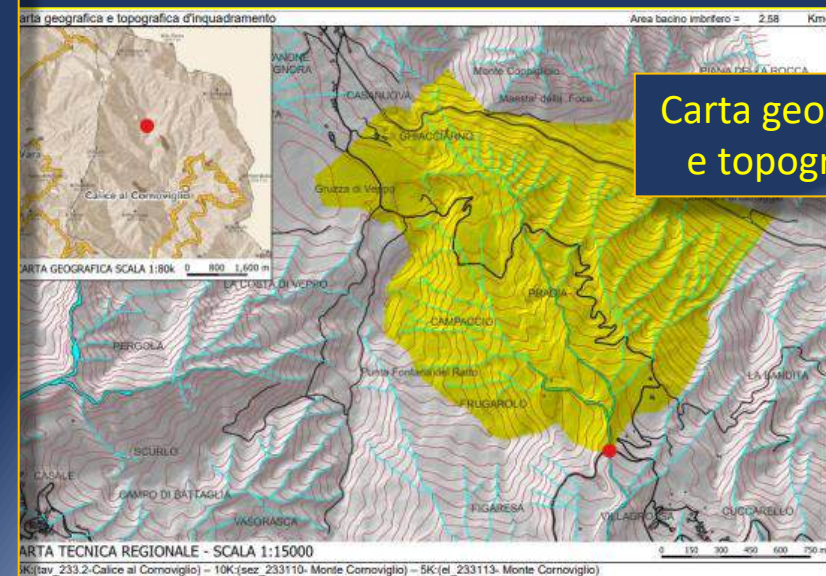 arta geografica e topografica d'inquadramento
Area bacino imbrifero = 2,58 Kmq
Monte Coppigliolo
PIANA DELLA ROCCA
CASANUOVA
Maesta' della Foce
Carta geo
e topogr
GHIACCIARNO
Vara
Gruzza di Veppo
Calice al Cornoviglio
CARTA GEOGRAFICA SCALA 1:80k 0 800 1,600 m
LA COSTA DI VEPPO
PRADIA
CAMPACCIO
PERGOLA
Punta Fontana del Ratto
LA BANDITA
FRUGAROLO
SCURLO
CASALE
CAMPO DI BATTAGLIA
FIGARESA
VILLAGROSSA
CUCCARELLO
VASORASCA
ARTA TECNICA REGIONALE - SCALA 1:15000
0 150 300 450 600 750 m
5K:(tav_233.2-Calice al Cornoviglio) – 10K:(sez_233110- Monte Cornoviglio) – 5K:(el_233113- Monte Cornoviglio)